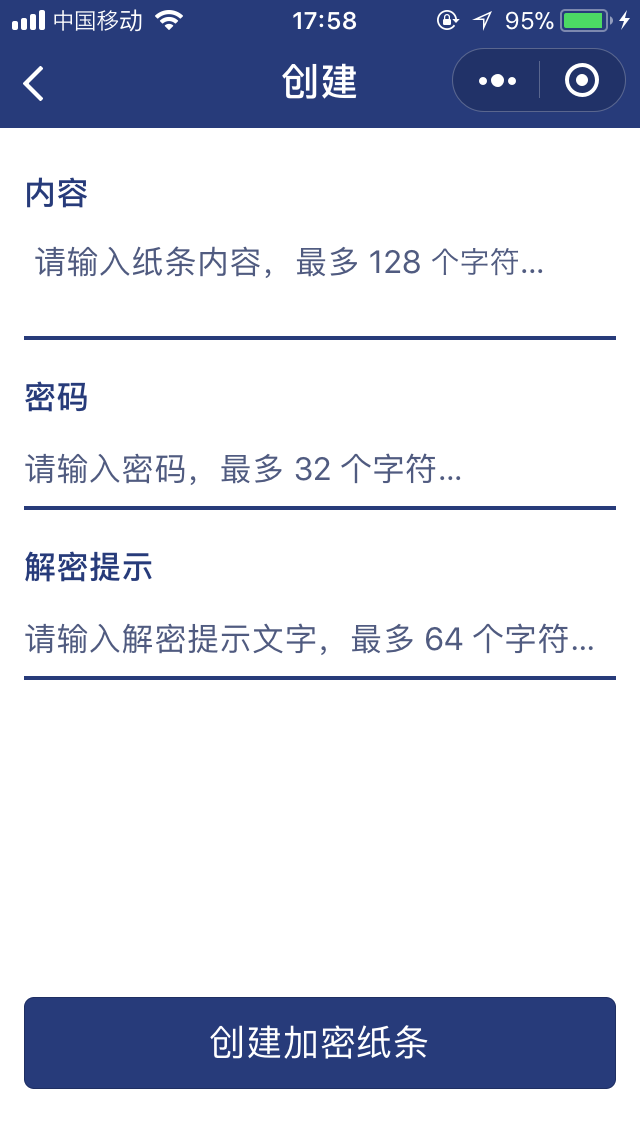 中国移动 17:58 95%
创建
内容
请输入纸条内容，最多 128 个字符...
密码
请输入密码，最多 32 个字符...
解密提示
请输入解密提示文字，最多 64 个字符...
创建加密纸条